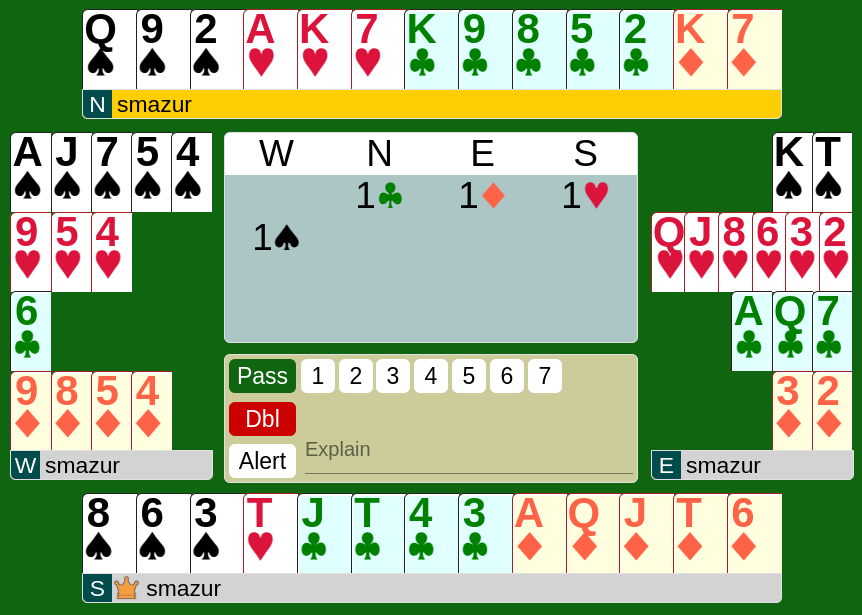 Q 9 2 A K 7 K 9 8 5 2 K 7
N smazur
A J 7 5 4
9 5 4
6
9 8 5 4
W smazur
W N E S
1♣ 1♦ 1♥
1♠
Pass 1 2 3 4 5 6 7
Dbl
Alert Explain
K T
Q J 8 6 3 2
A Q 7
3 2
E smazur
8 6 3 T J T 4 3 A Q J T 6
S smazur